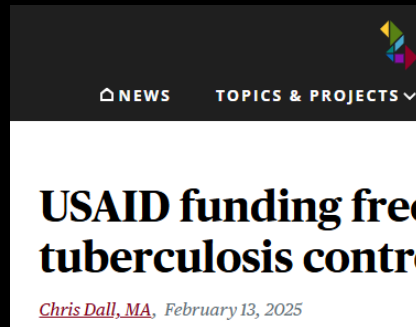 NEWS TOPICS & PROJECTS
USAID funding
tuberculosis
Chris Dall, MA, February 13, 2025